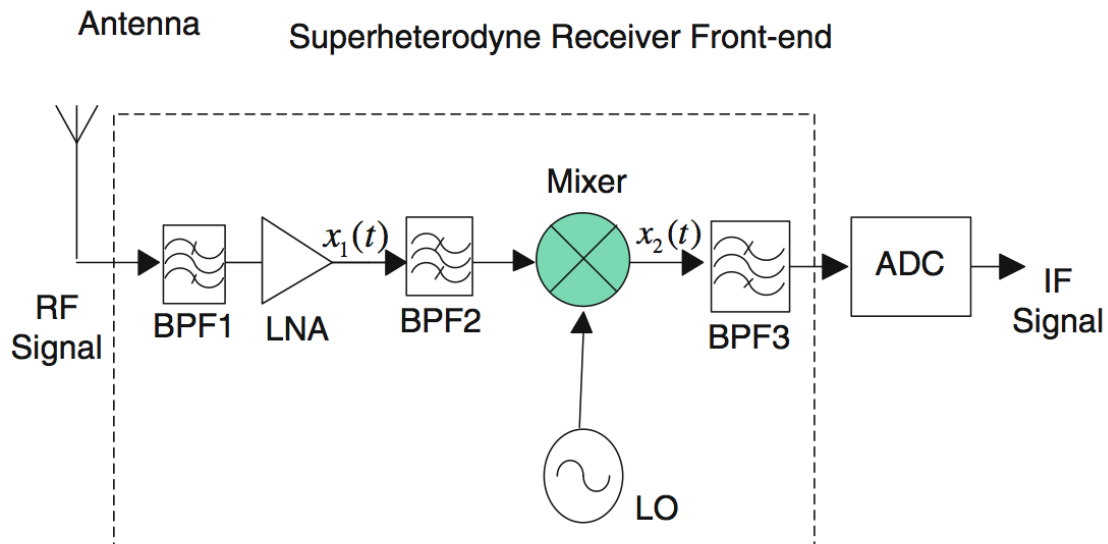 Antenna
Superheterodyne Receiver Front-end
Mixer
x₁(t)
x₂(t)
ADC
RF
Signal
BPF1
LNA
BPF2
BPF3
IF
Signal
LO